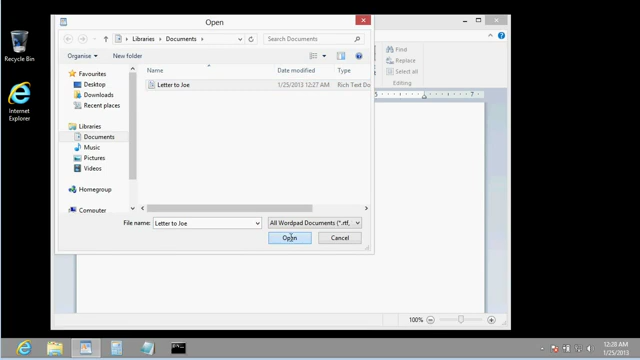 Open
Libraries
Documents
Search Documents
Organise
New folder
Name
Date modified
Type
Favourites
Desktop
Downloads
Recent places
Libraries
Documents
Music
Pictures
Videos
Homegroup
Computer
Letter to Joe
1/25/2013 12:27 AM
Rich Text Do
File name:
Letter to Joe
All Wordpad Documents (*.rtf,
Open
Cancel
Find
Replace
Select all
Editing
7
100%
Recycle Bin
Internet
Explorer
12:28 AM
1/25/2013